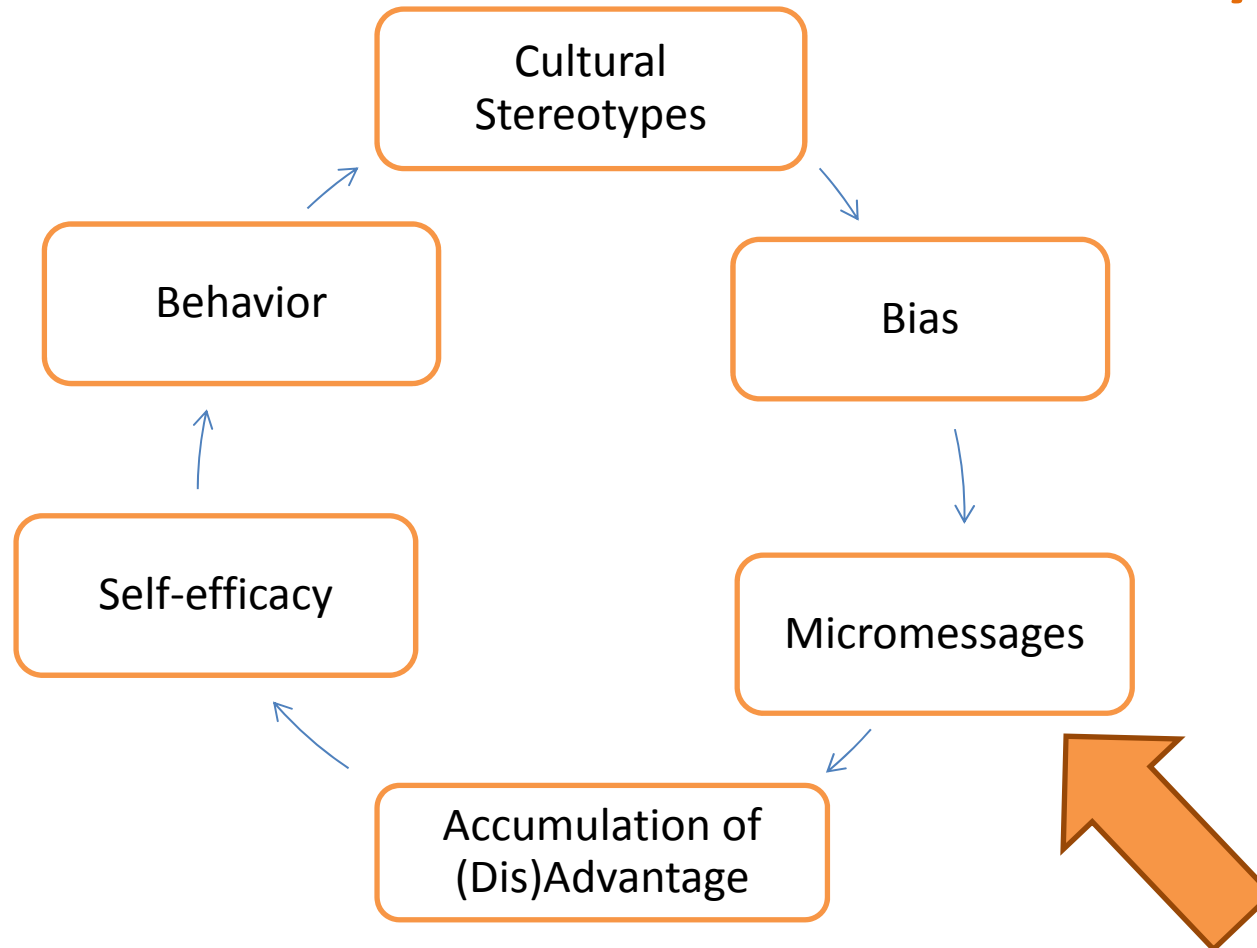 Cultural
Stereotypes
Bias
Micromessages
Accumulation of
(Dis)Advantage
Self-efficacy
Behavior